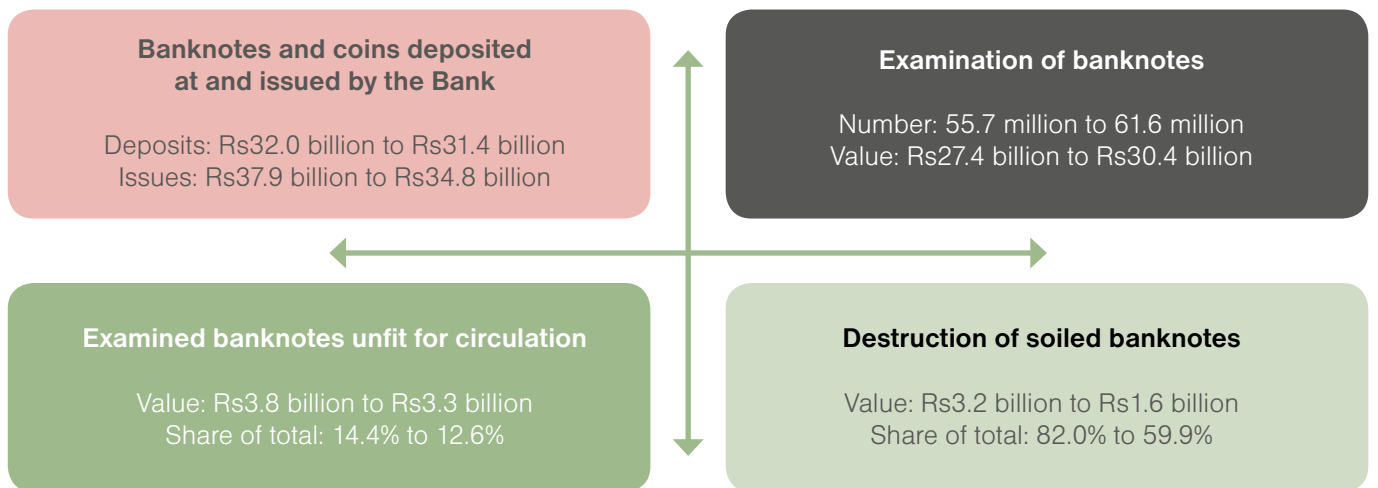 Banknotes and coins deposited
at and issued by the Bank
Deposits: Rs32.0 billion to Rs31.4 billion
Issues: Rs37.9 billion to Rs34.8 billion
Examination of banknotes
Number: 55.7 million to 61.6 million
Value: Rs27.4 billion to Rs30.4 billion
Examined banknotes unfit for circulation
Value: Rs3.8 billion to Rs3.3 billion
Share of total: 14.4% to 12.6%
Destruction of soiled banknotes
Value: Rs3.2 billion to Rs1.6 billion
Share of total: 82.0% to 59.9%